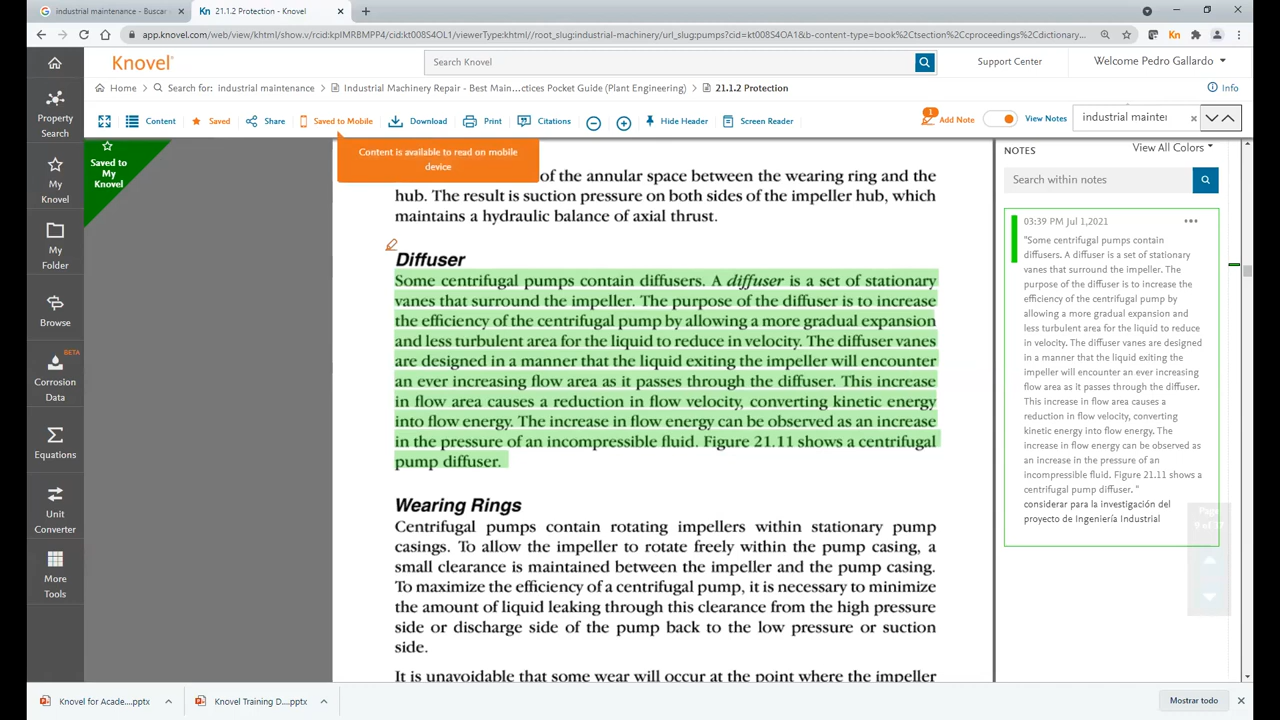 industrial maintenance - Buscar
21.1.2 Protection - Knovel
app.knovel.com/web/view/khtml/show.v/rcid:kpIMRBMPP4/cid:kt008S4OL1/viewerType:khtml//root_slug:industrial-machinery/url_slug:pumps?cid=kt008S4OA1&b-content-type=book%2Csection%2Cproceedings%2Cdictionary...
Knovel
Search Knovel
Support Center
Welcome Pedro Gallardo
Home > Search for: industrial maintenance > Industrial Machinery Repair - Best Main...ctices Pocket Guide (Plant Engineering) > 21.1.2 Protection
Info
Content
Saved
Share
Saved to Mobile
Download
Print
Citations
Hide Header
Screen Reader
1
Add Note
View Notes
industrial mainter
Property
Search
My
Knovel
My
Folder
Browse
BETA
Corrosion
Data
Equations
Unit
Converter
More
Tools
Saved to
My
Knovel
Content is available to read on mobile
device
of the annular space between the wearing ring and the
hub. The result is suction pressure on both sides of the impeller hub, which
maintains a hydraulic balance of axial thrust.
Diffuser
Some centrifugal pumps contain diffusers. A diffuser is a set of stationary
vanes that surround the impeller. The purpose of the diffuser is to increase
the efficiency of the centrifugal pump by allowing a more gradual expansion
and less turbulent area for the liquid to reduce in velocity. The diffuser vanes
are designed in a manner that the liquid exiting the impeller will encounter
an ever increasing flow area as it passes through the diffuser. This increase
in flow area causes a reduction in flow velocity, converting kinetic energy
into flow energy. The increase in flow energy can be observed as an increase
in the pressure of an incompressible fluid. Figure 21.11 shows a centrifugal
pump diffuser.
Wearing Rings
Centrifugal pumps contain rotating impellers within stationary pump
casings. To allow the impeller to rotate freely within the pump casing, a
small clearance is maintained between the impeller and the pump casing.
To maximize the efficiency of a centrifugal pump, it is necessary to minimize
the amount of liquid leaking through this clearance from the high pressure
side or discharge side of the pump back to the low pressure or suction
side.
It is unavoidable that some wear will occur at the point where the impeller
NOTES
View All Colors
Search within notes
03:39 PM Jul 1,2021
"Some centrifugal pumps contain
diffusers. A diffuser is a set of stationary
vanes that surround the impeller. The
purpose of the diffuser is to increase the
efficiency of the centrifugal pump by
allowing a more gradual expansion and
less turbulent area for the liquid to reduce
in velocity. The diffuser vanes are designed
in a manner that the liquid exiting the
impeller will encounter an ever increasing
flow area as it passes through the diffuser.
This increase in flow area causes a
reduction in flow velocity, converting
kinetic energy into flow energy. The
increase in flow energy can be observed as
an increase in the pressure of an
incompressible fluid. Figure 21.11 shows a
centrifugal pump diffuser. "
considerar para la investigación del
proyecto de Ingeniería Industrial
Page
9 of 37
Knovel for Acade....pptx
Knovel Training D....pptx
Mostrar todo